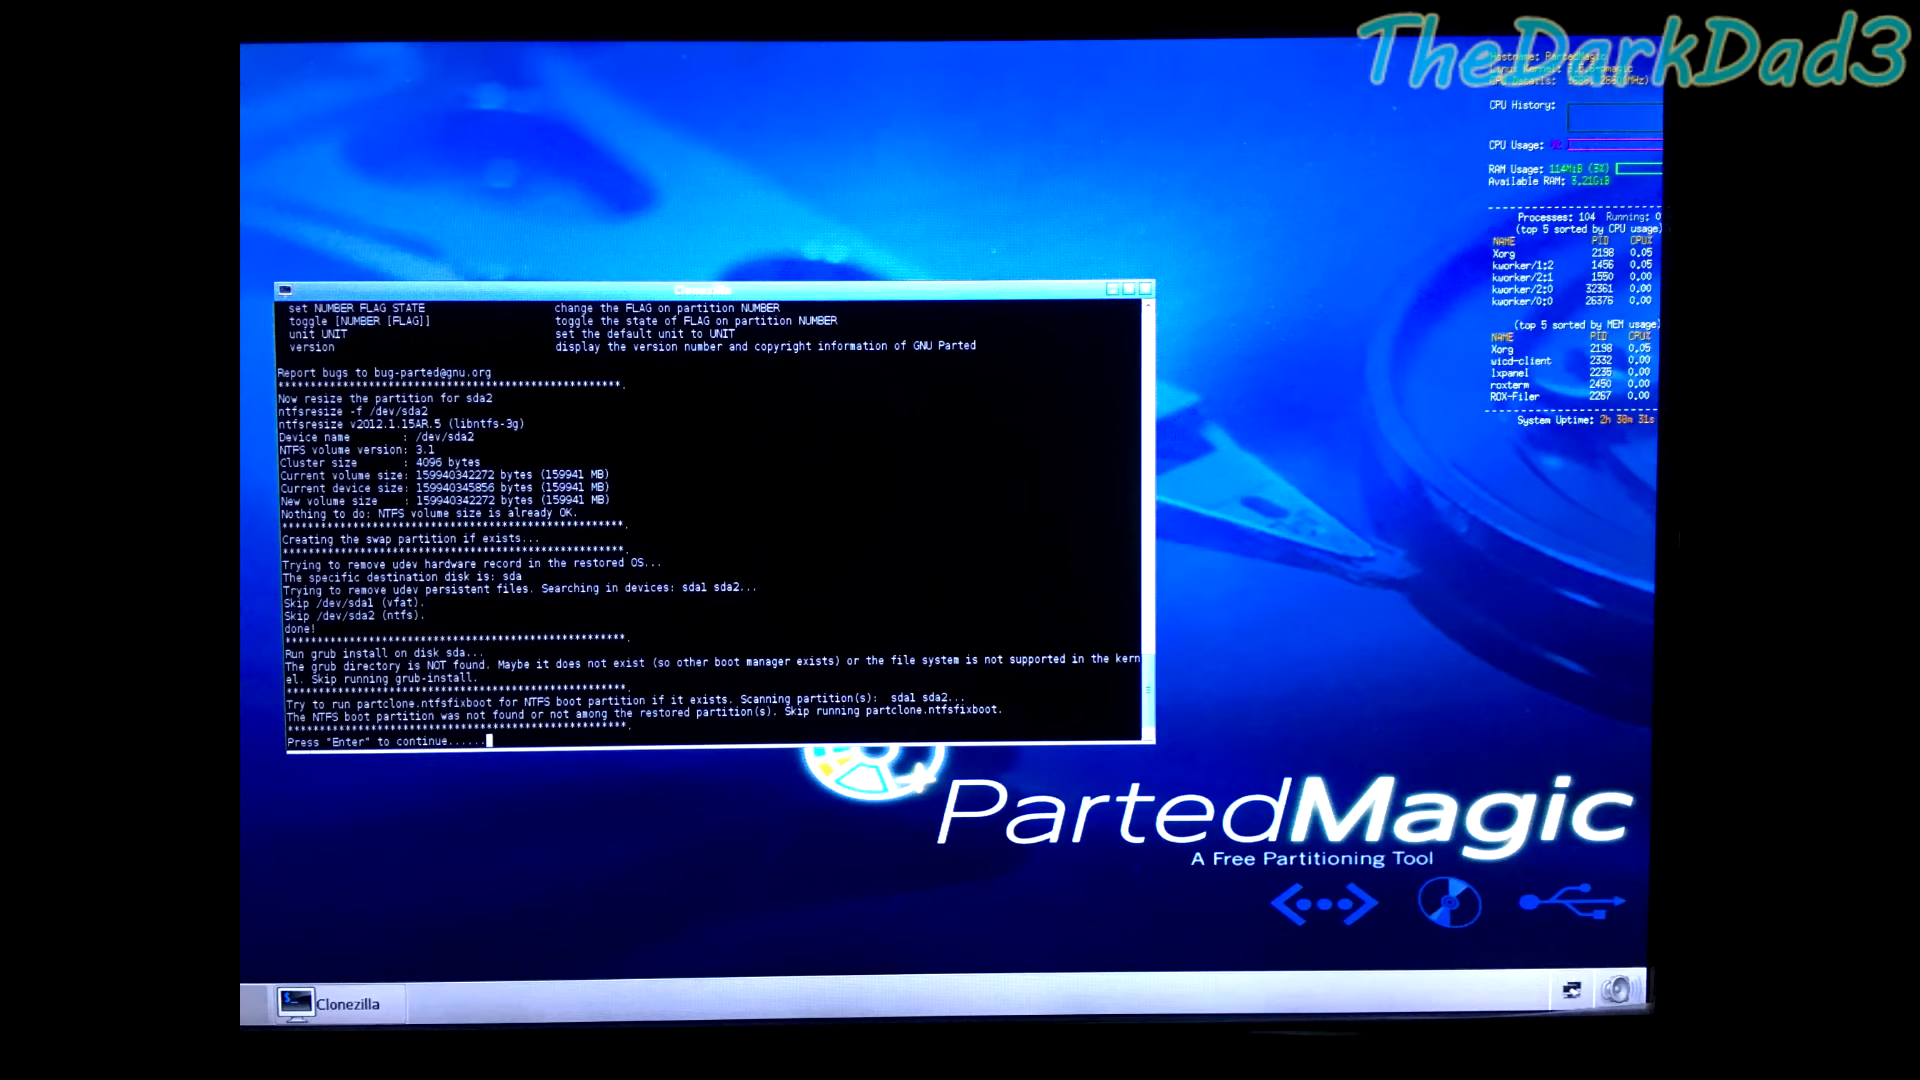 TheDarkDad3
Hostname: PartedMagic
CPU History:
CPU Usage:
RAM Usage: 114MiB (3%)
Available RAM: 3.21GiB
Processes: 104 Running: 0
(top 5 sorted by CPU usage)
NAME PID CPU%
Xorg 2198 0.05
kworker/1:2 1456 0.05
kworker/2:1 1550 0.00
kworker/2:0 32361 0.00
kworker/0:0 26376 0.00
(top 5 sorted by MEM usage)
NAME PID CPU%
Xorg 2198 0.05
wicd-client 2332 0.00
lxpanel 2235 0.00
roxterm 2450 0.00
ROX-Filer 2267 0.00
System Uptime: 2h 30m 31s
Clonezilla
set NUMBER FLAG STATE change the FLAG on partition NUMBER
toggle [NUMBER [FLAG]] toggle the state of FLAG on partition NUMBER
unit UNIT set the default unit to UNIT
version display the version number and copyright information of GNU Parted
Report bugs to bug-parted@gnu.org
*****************************************************.
Now resize the partition for sda2
ntfsresize -f /dev/sda2
ntfsresize v2012.1.15AR.5 (libntfs-3g)
Device name : /dev/sda2
NTFS volume version: 3.1
Cluster size : 4096 bytes
Current volume size: 159940342272 bytes (159941 MB)
Current device size: 159940345856 bytes (159941 MB)
New volume size : 159940342272 bytes (159941 MB)
Nothing to do: NTFS volume size is already OK.
*****************************************************.
Creating the swap partition if exists...
*****************************************************.
Trying to remove udev hardware record in the restored OS...
The specific destination disk is: sda
Trying to remove udev persistent files. Searching in devices: sda1 sda2...
Skip /dev/sda1 (vfat).
Skip /dev/sda2 (ntfs).
done!
*****************************************************.
Run grub install on disk sda...
The grub directory is NOT found. Maybe it does not exist (so other boot manager exists) or the file system is not supported in the kern
el. Skip running grub-install.
*****************************************************.
Try to run partclone.ntfsfixboot for NTFS boot partition if it exists. Scanning partition(s): sda1 sda2...
The NTFS boot partition was not found or not among the restored partition(s). Skip running partclone.ntfsfixboot.
*****************************************************.
Press "Enter" to continue......
PartedMagic
A Free Partitioning Tool
Clonezilla